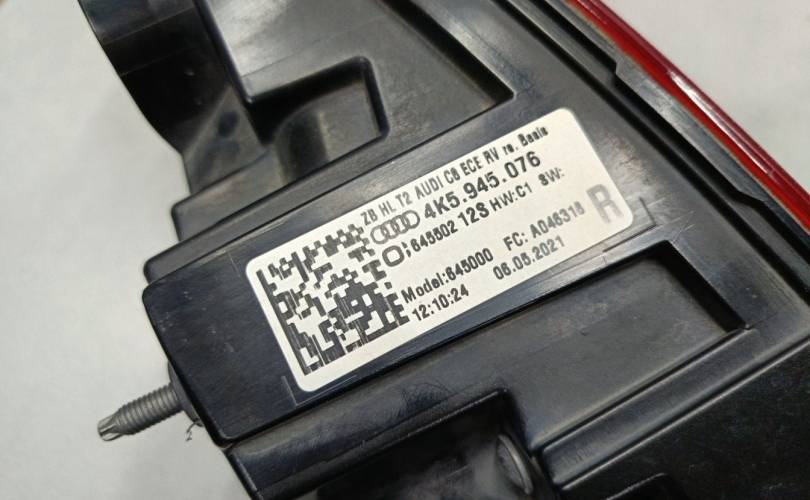 ZB HL T2 AUDI C8 ECE RV re. Basis
4K5.945.076
645502 12S HW:C1 SW:
Model:645000 FC: A046318
12:10:24 06.05.2021
R